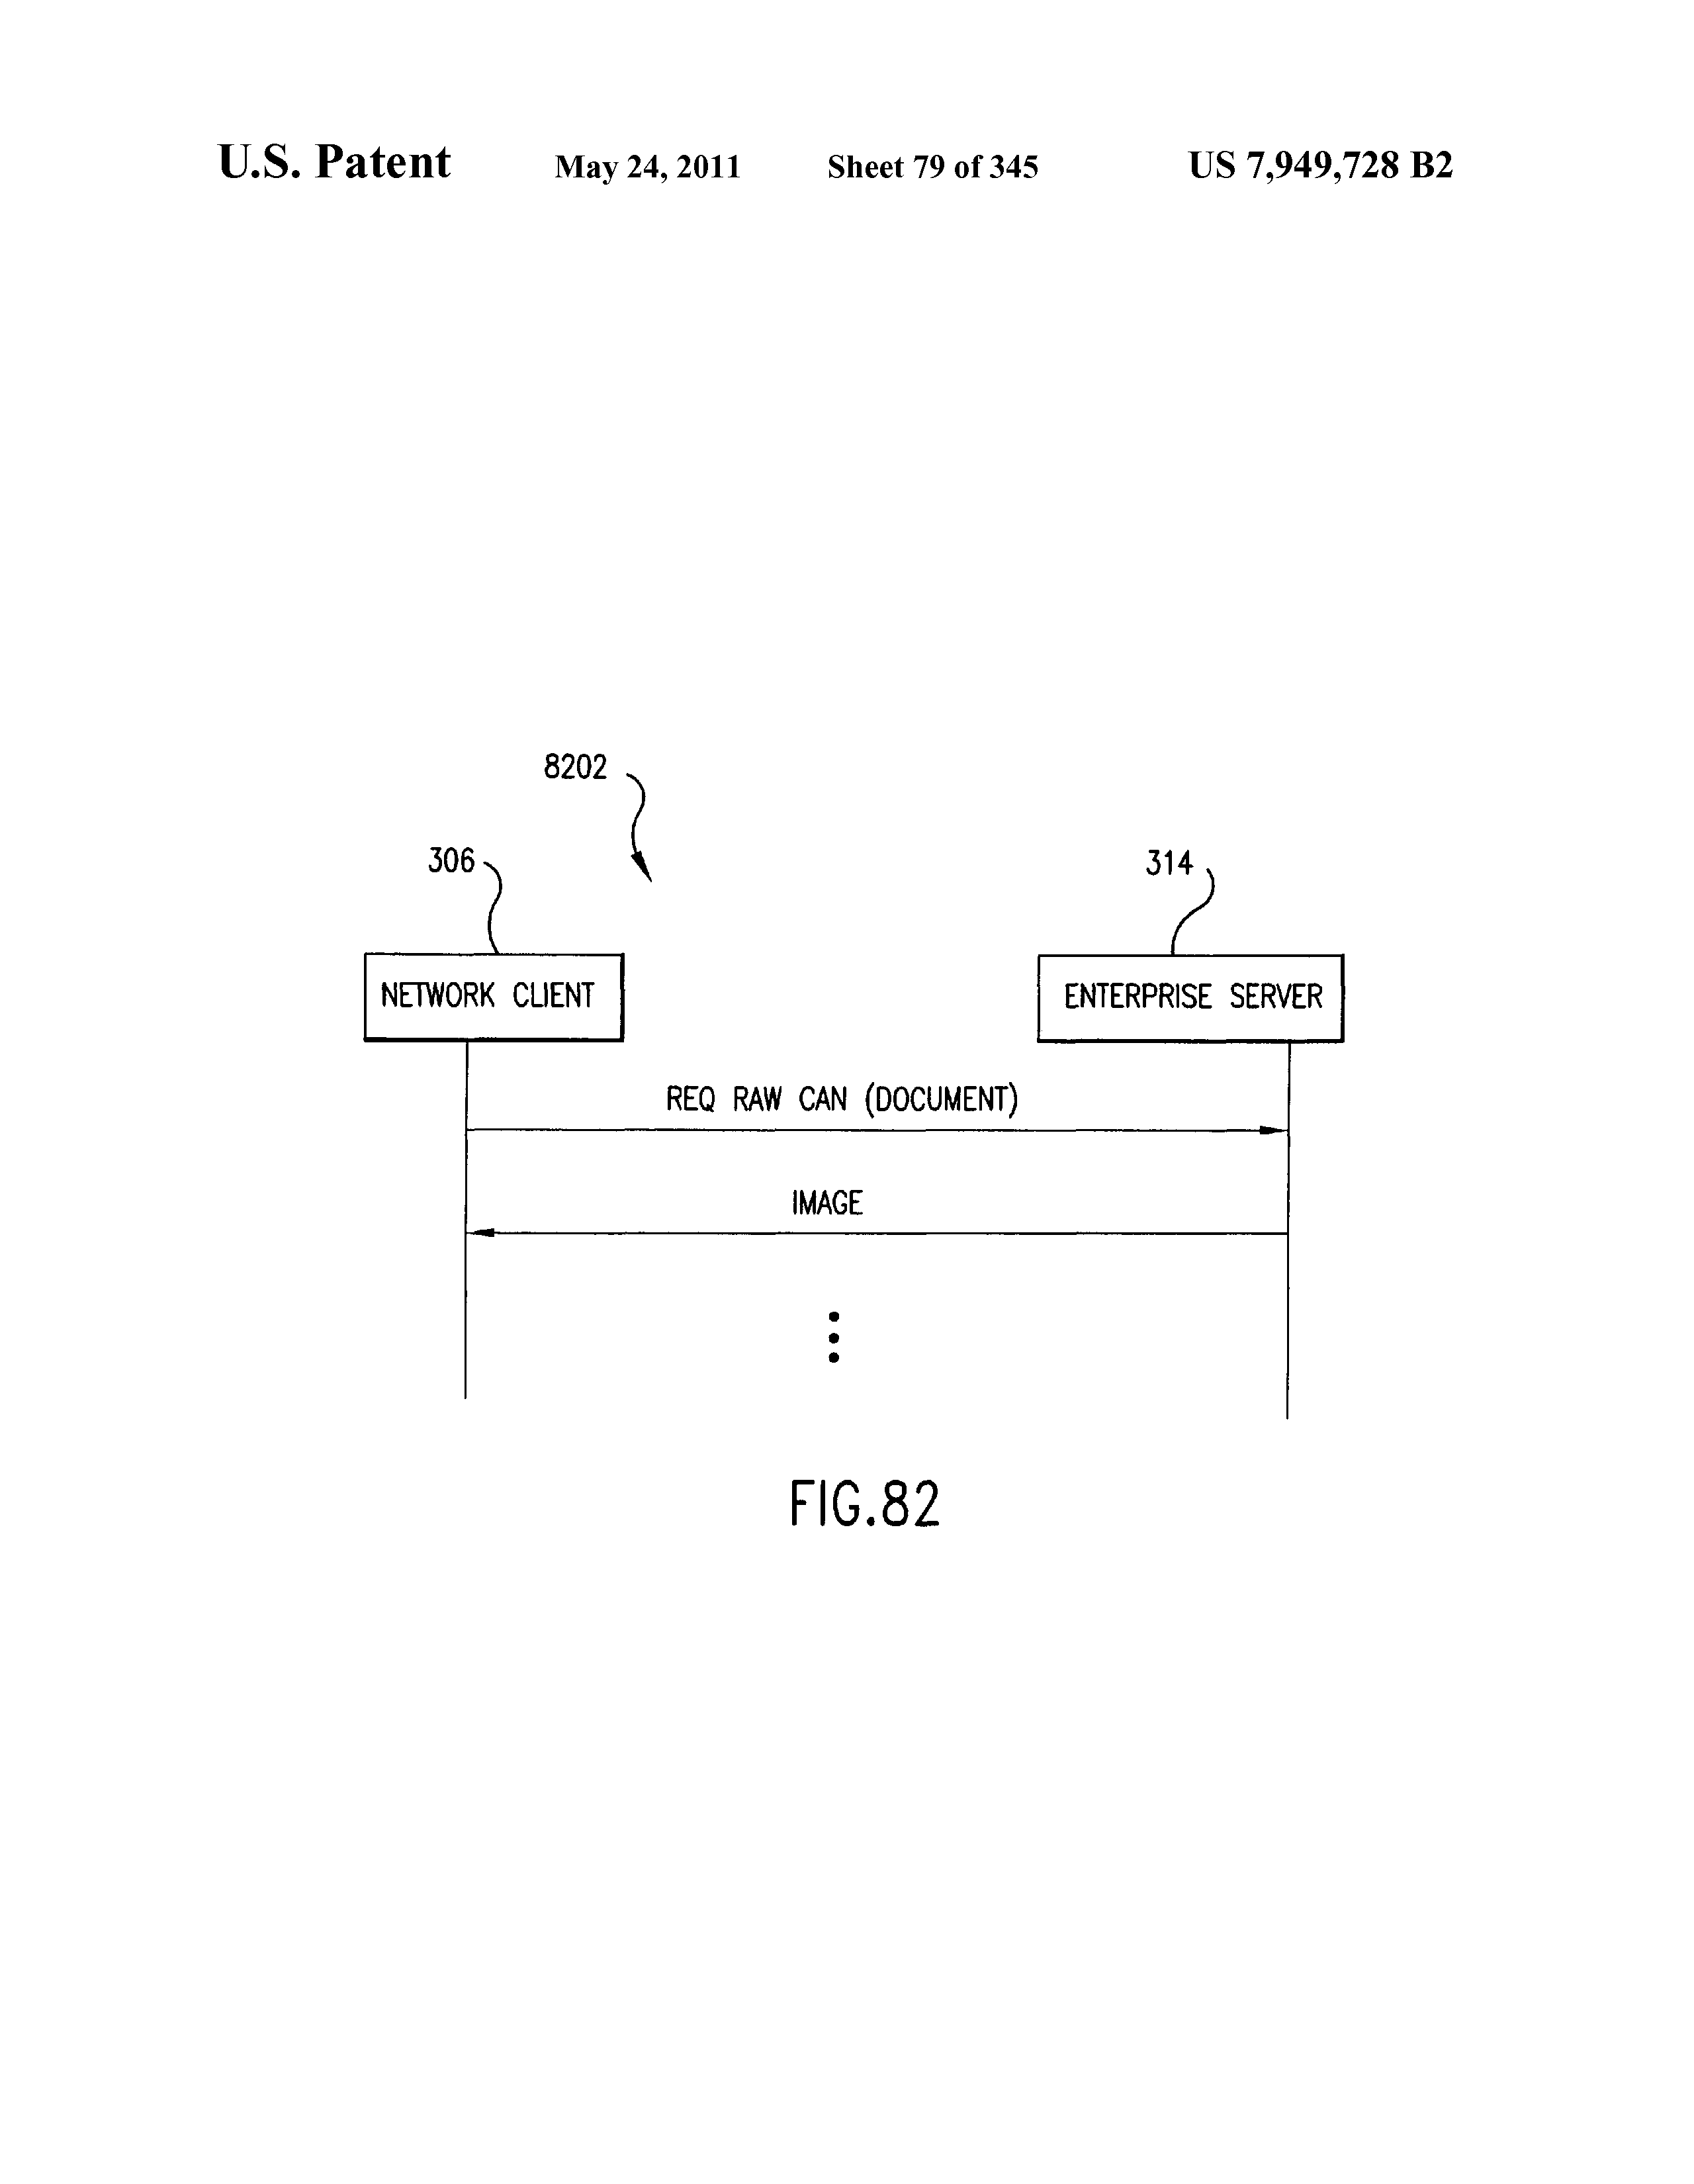 U.S. Patent May 24, 2011 Sheet 79 of 345 US 7,949,728 B2
8202
306
314
NETWORK CLIENT
ENTERPRISE SERVER
REQ RAW CAN (DOCUMENT)
IMAGE
FIG.82